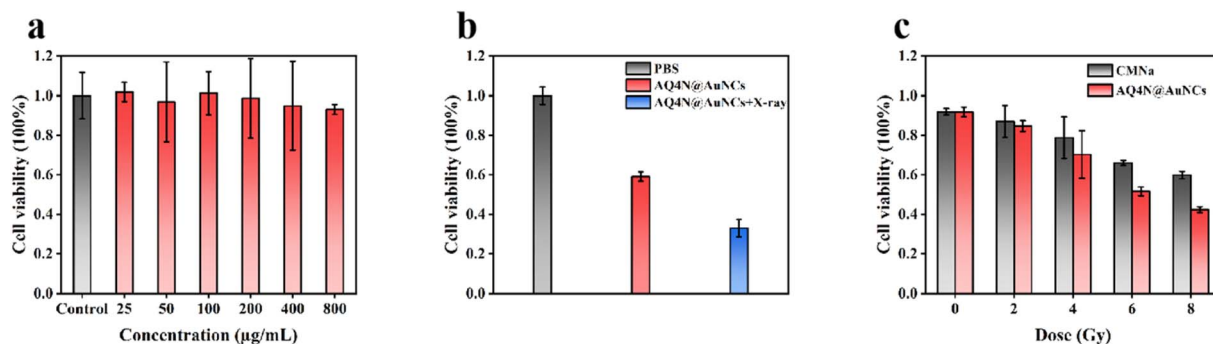 a
1.2
1.0
0.8
0.6
0.4
0.2
0.0
Cell viability (100%)
Control 25 50 100 200 400 800
Concentration (μg/mL)
b
1.2
1.0
0.8
0.6
0.4
0.2
0.0
Cell viability (100%)
PBS
AQ4N@AuNCs
AQ4N@AuNCs+X-ray
c
1.2
1.0
0.8
0.6
0.4
0.2
0.0
Cell viability (100%)
CMNa
AQ4N@AuNCs
0 2 4 6 8
Dose (Gy)